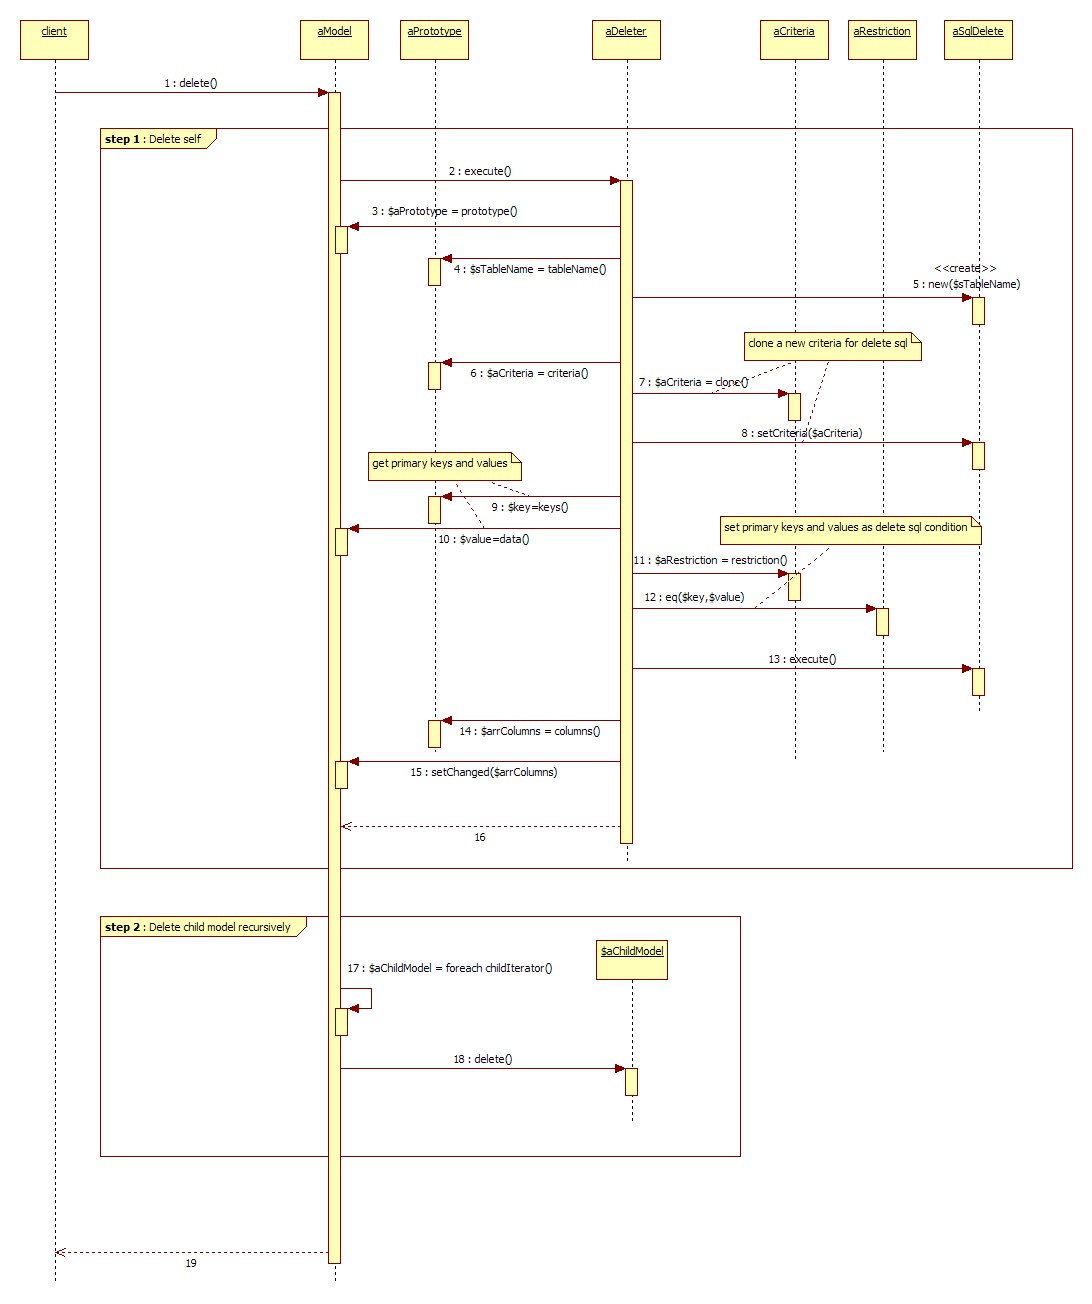 client
aModel
aPrototype
aDeleter
aCriteria
aRestriction
aSqlDelete
1 : delete()
step 1 : Delete self
2 : execute()
3 : $aPrototype = prototype()
4 : $sTableName = tableName()
<<create>>
5 : new($sTableName)
clone a new criteria for delete sql
6 : $aCriteria = criteria()
7 : $aCriteria = clone()
8 : setCriteria($aCriteria)
get primary keys and values
9 : $key=keys()
set primary keys and values as delete sql condition
10 : $value=data()
11 : $aRestriction = restriction()
12 : eq($key,$value)
13 : execute()
14 : $arrColumns = columns()
15 : setChanged($arrColumns)
16
step 2 : Delete child model recursively
$aChildModel
17 : $aChildModel = foreach childIterator()
18 : delete()
19